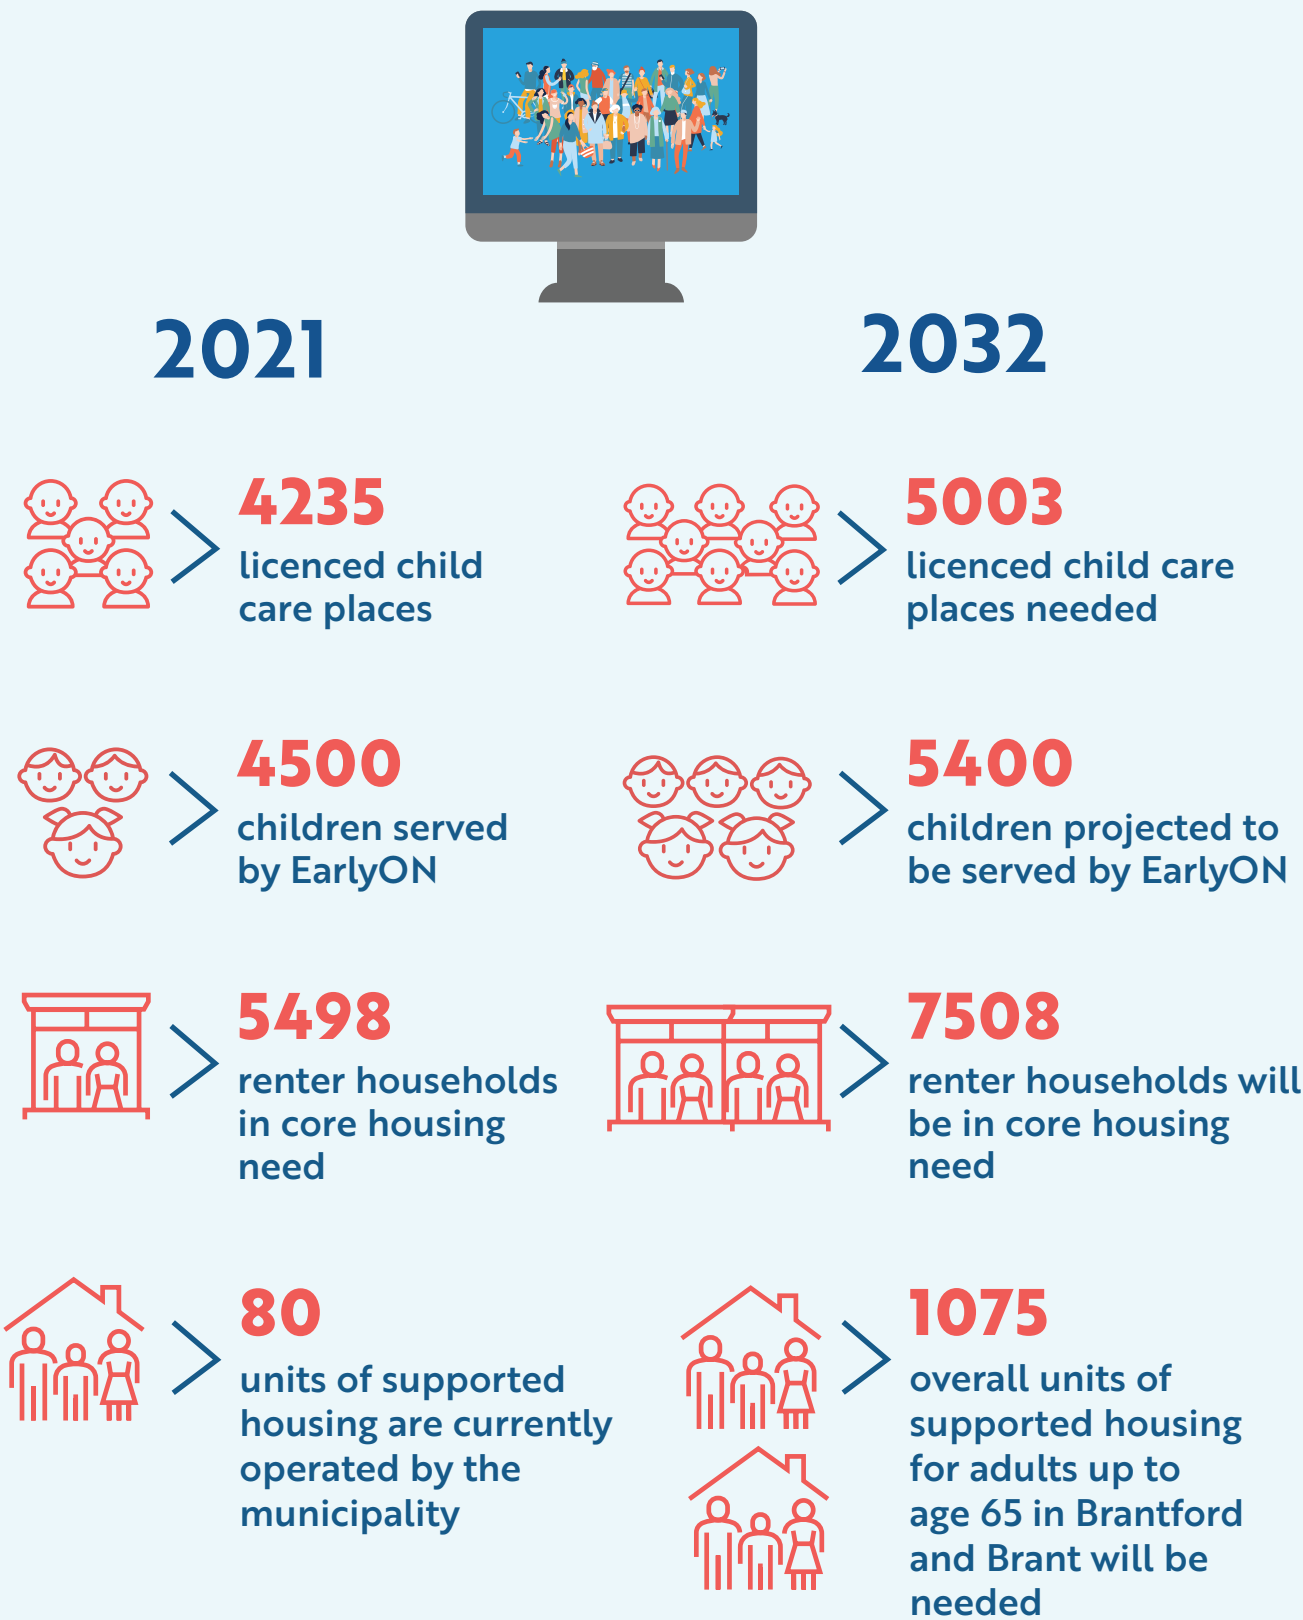 2021
2032
4235
licenced child
care places
5003
licenced child care
places needed
4500
children served
by EarlyON
5400
children projected to
be served by EarlyON
5498
renter households
in core housing
need
7508
renter households will
be in core housing
need
80
units of supported
housing are currently
operated by the
municipality
1075
overall units of
supported housing
for adults up to
age 65 in Brantford
and Brant will be
needed